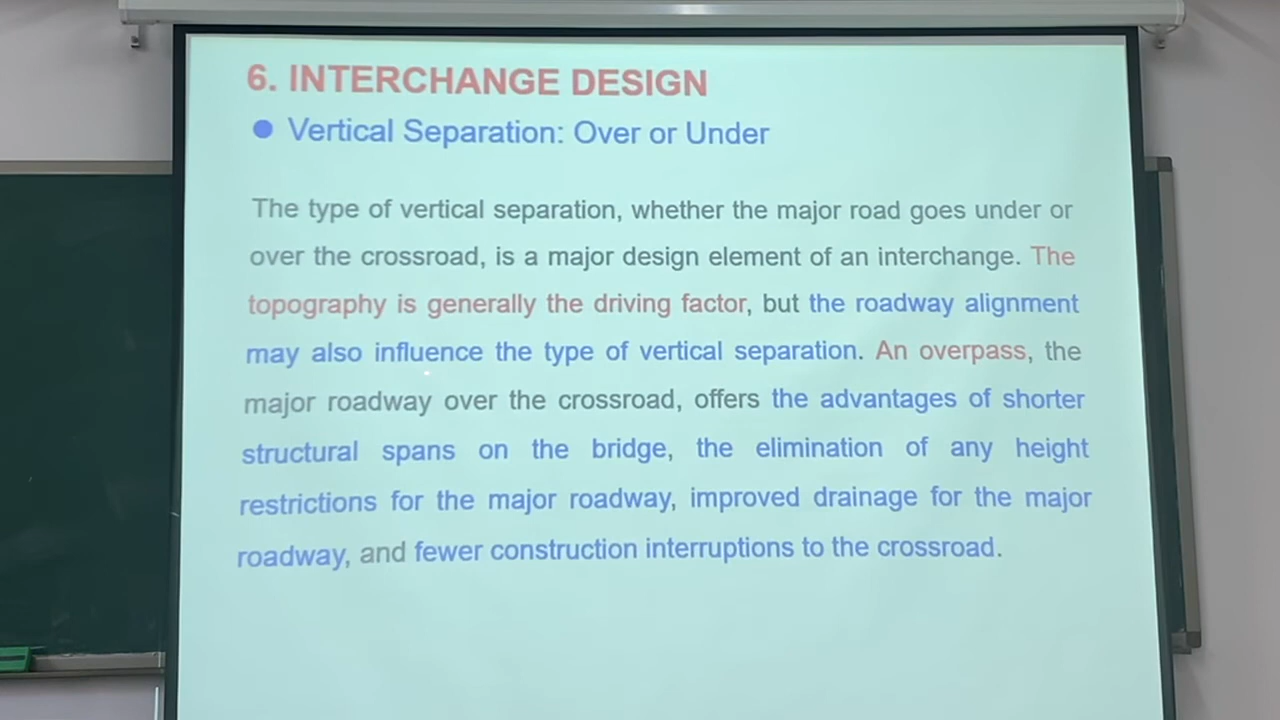 6. INTERCHANGE DESIGN
● Vertical Separation: Over or Under
The type of vertical separation, whether the major road goes under or
over the crossroad, is a major design element of an interchange. The
topography is generally the driving factor, but the roadway alignment
may also influence the type of vertical separation. An overpass, the
major roadway over the crossroad, offers the advantages of shorter
structural spans on the bridge, the elimination of any height
restrictions for the major roadway, improved drainage for the major
roadway, and fewer construction interruptions to the crossroad.